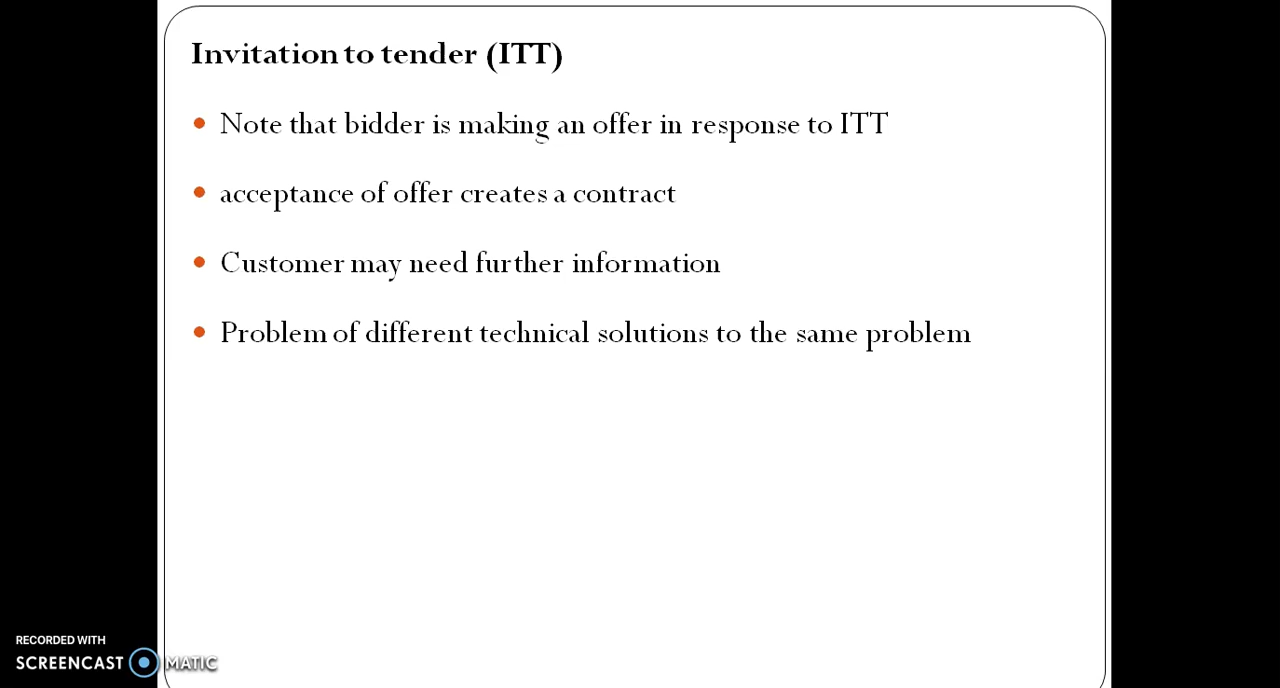 Invitation to tender (ITT)
Note that bidder is making an offer in response to ITT
acceptance of offer creates a contract
Customer may need further information
Problem of different technical solutions to the same problem
RECORDED WITH
SCREENCAST MATIC